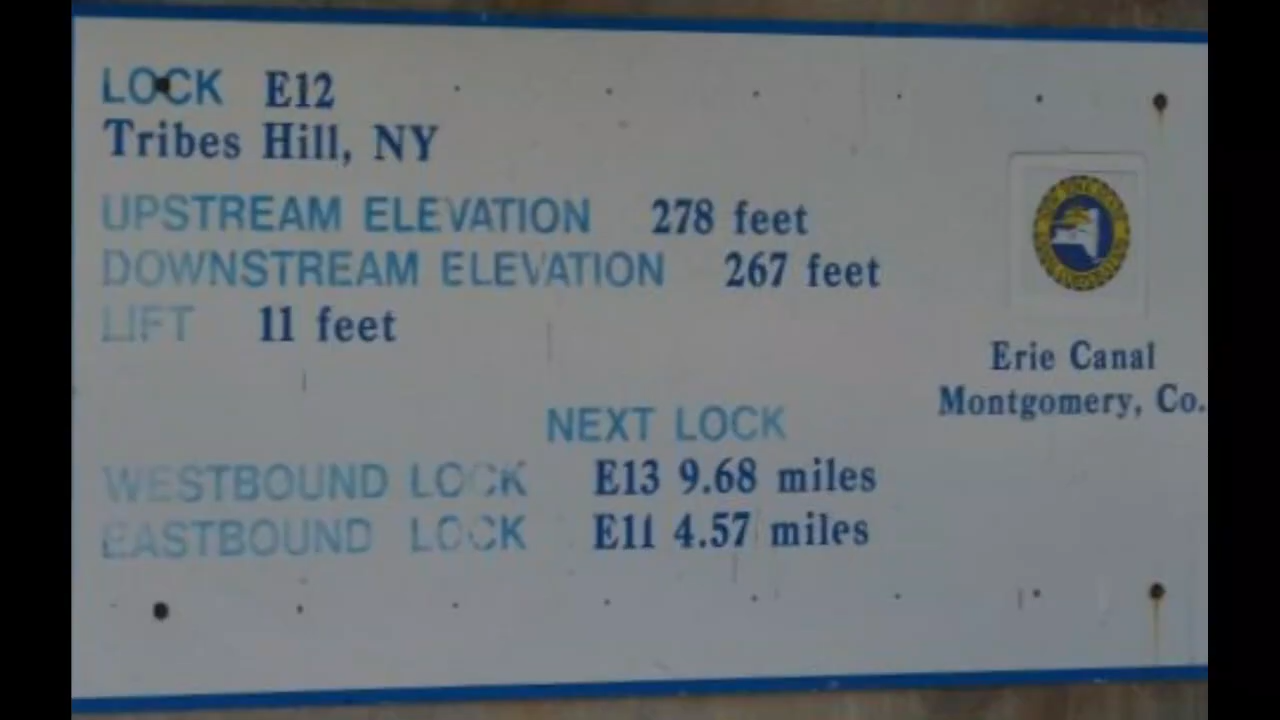 LOCK E12
Tribes Hill, NY
UPSTREAM ELEVATION 278 feet
DOWNSTREAM ELEVATION 267 feet
LIFT 11 feet
Erie Canal
Montgomery, Co.
NEXT LOCK
WESTBOUND LOCK E13 9.68 miles
EASTBOUND LOCK E11 4.57 miles